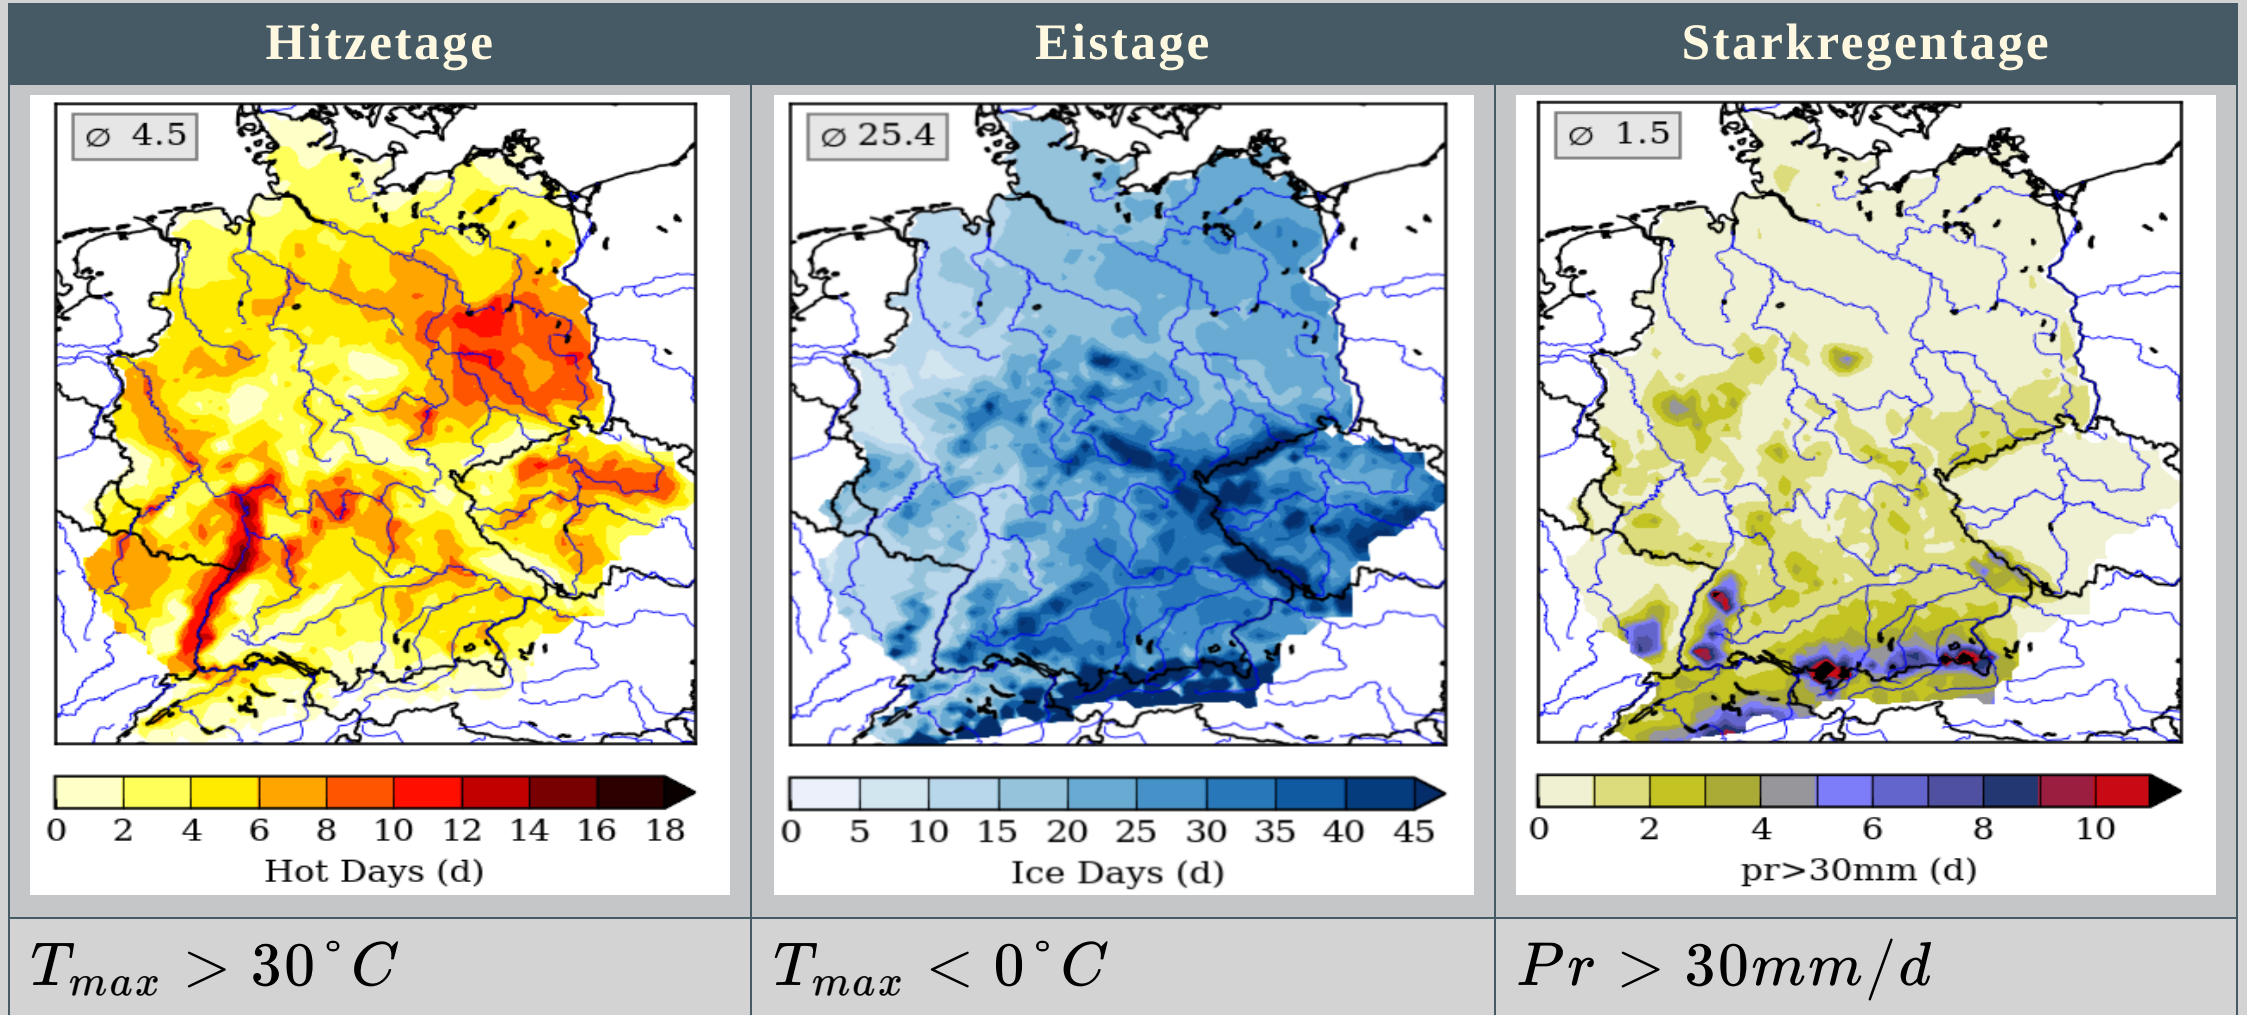 Hitzetage
Eistage
Starkregentage
∅ 4.5
∅ 25.4
∅ 1.5
0 2 4 6 8 10 12 14 16 18
Hot Days (d)
0 5 10 15 20 25 30 35 40 45
Ice Days (d)
0 2 4 6 8 10
pr>30mm (d)
T_max > 30°C
T_max < 0°C
Pr > 30mm/d